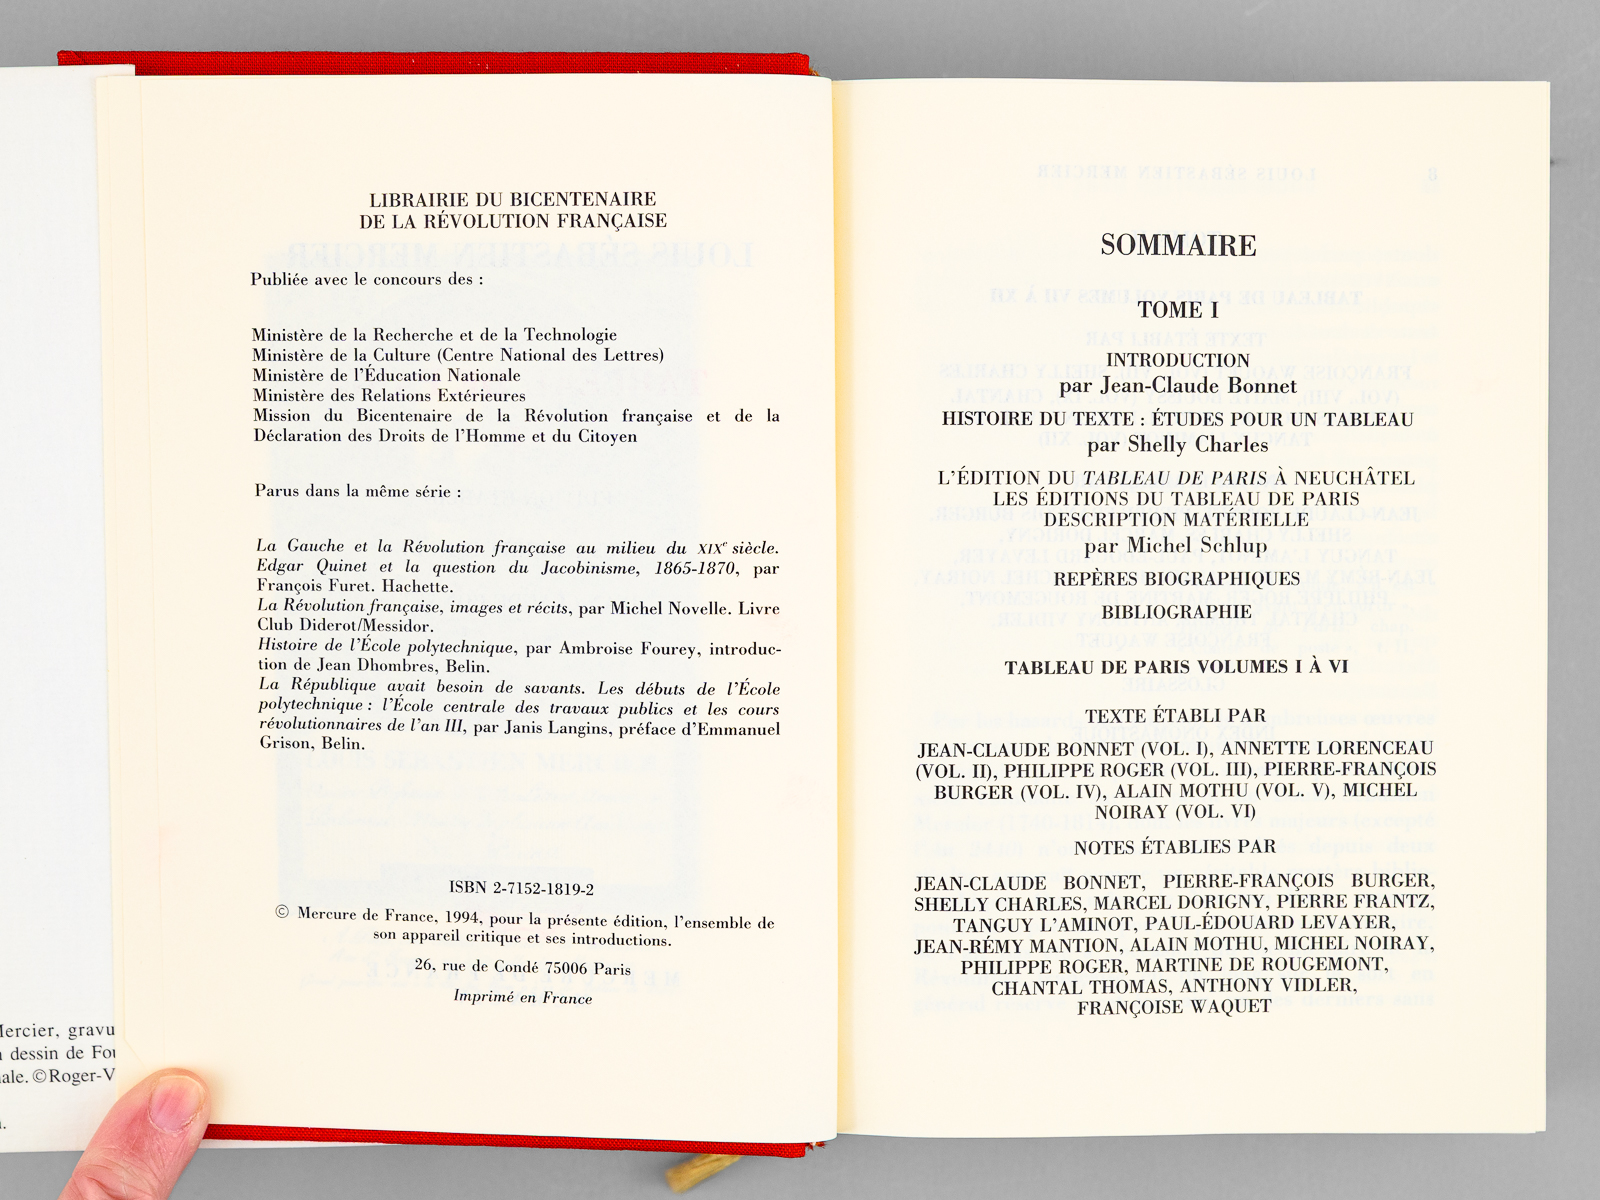 LIBRAIRIE DU BICENTENAIRE
DE LA RÉVOLUTION FRANÇAISE
Publiée avec le concours des :
Ministère de la Recherche et de la Technologie
Ministère de la Culture (Centre National des Lettres)
Ministère de l'Éducation Nationale
Ministère des Relations Extérieures
Mission du Bicentenaire de la Révolution française et de la
Déclaration des Droits de l'Homme et du Citoyen
Parus dans la même série :
La Gauche et la Révolution française au milieu du XIXe siècle.
Edgar Quinet et la question du Jacobinisme, 1865-1870, par
François Furet. Hachette.
La Révolution française, images et récits, par Michel Novelle. Livre
Club Diderot/Messidor.
Histoire de l'École polytechnique, par Ambroise Fourey, introduc-
tion de Jean Dhombres, Belin.
La République avait besoin de savants. Les débuts de l'École
polytechnique : l'École centrale des travaux publics et les cours
révolutionnaires de l'an III, par Janis Langins, préface d'Emmanuel
Grison, Belin.
ISBN 2-7152-1819-2
© Mercure de France, 1994, pour la présente édition, l'ensemble de
son appareil critique et ses introductions.
26, rue de Condé 75006 Paris
Imprimé en France
Mercier, gravu
dessin de Fou
nale. ©Roger-V
SOMMAIRE
TOME I
INTRODUCTION
par Jean-Claude Bonnet
HISTOIRE DU TEXTE : ÉTUDES POUR UN TABLEAU
par Shelly Charles
L'ÉDITION DU TABLEAU DE PARIS À NEUCHÂTEL
LES ÉDITIONS DU TABLEAU DE PARIS
DESCRIPTION MATÉRIELLE
par Michel Schlup
REPÈRES BIOGRAPHIQUES
BIBLIOGRAPHIE
TABLEAU DE PARIS VOLUMES I À VI
TEXTE ÉTABLI PAR
JEAN-CLAUDE BONNET (VOL. I), ANNETTE LORENCEAU
(VOL. II), PHILIPPE ROGER (VOL. III), PIERRE-FRANÇOIS
BURGER (VOL. IV), ALAIN MOTHU (VOL. V), MICHEL
NOIRAY (VOL. VI)
NOTES ÉTABLIES PAR
JEAN-CLAUDE BONNET, PIERRE-FRANÇOIS BURGER,
SHELLY CHARLES, MARCEL DORIGNY, PIERRE FRANTZ,
TANGUY L'AMINOT, PAUL-ÉDOUARD LEVAYER,
JEAN-RÉMY MANTION, ALAIN MOTHU, MICHEL NOIRAY,
PHILIPPE ROGER, MARTINE DE ROUGEMONT,
CHANTAL THOMAS, ANTHONY VIDLER,
FRANÇOISE WAQUET